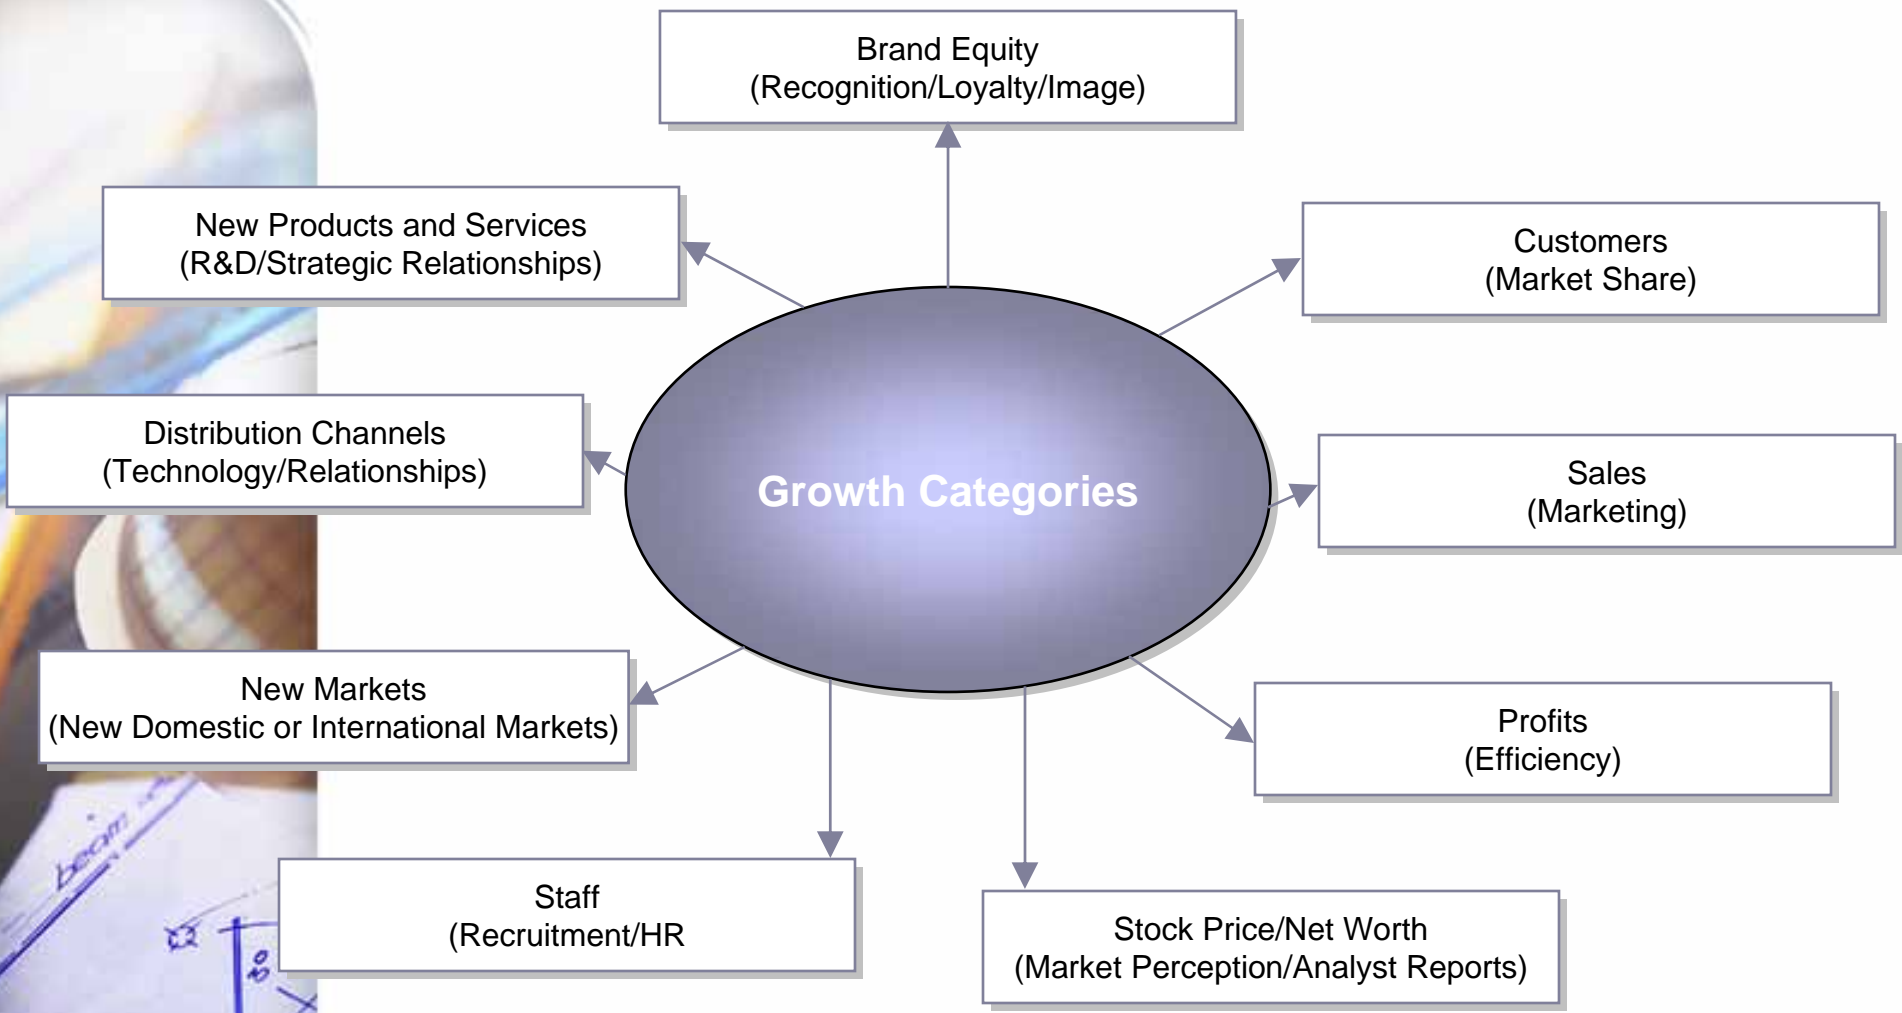 Brand Equity
(Recognition/Loyalty/Image)
New Products and Services
(R&D/Strategic Relationships)
Customers
(Market Share)
Distribution Channels
(Technology/Relationships)
Growth Categories
Sales
(Marketing)
New Markets
(New Domestic or International Markets)
Profits
(Efficiency)
Staff
(Recruitment/HR
Stock Price/Net Worth
(Market Perception/Analyst Reports)
beam